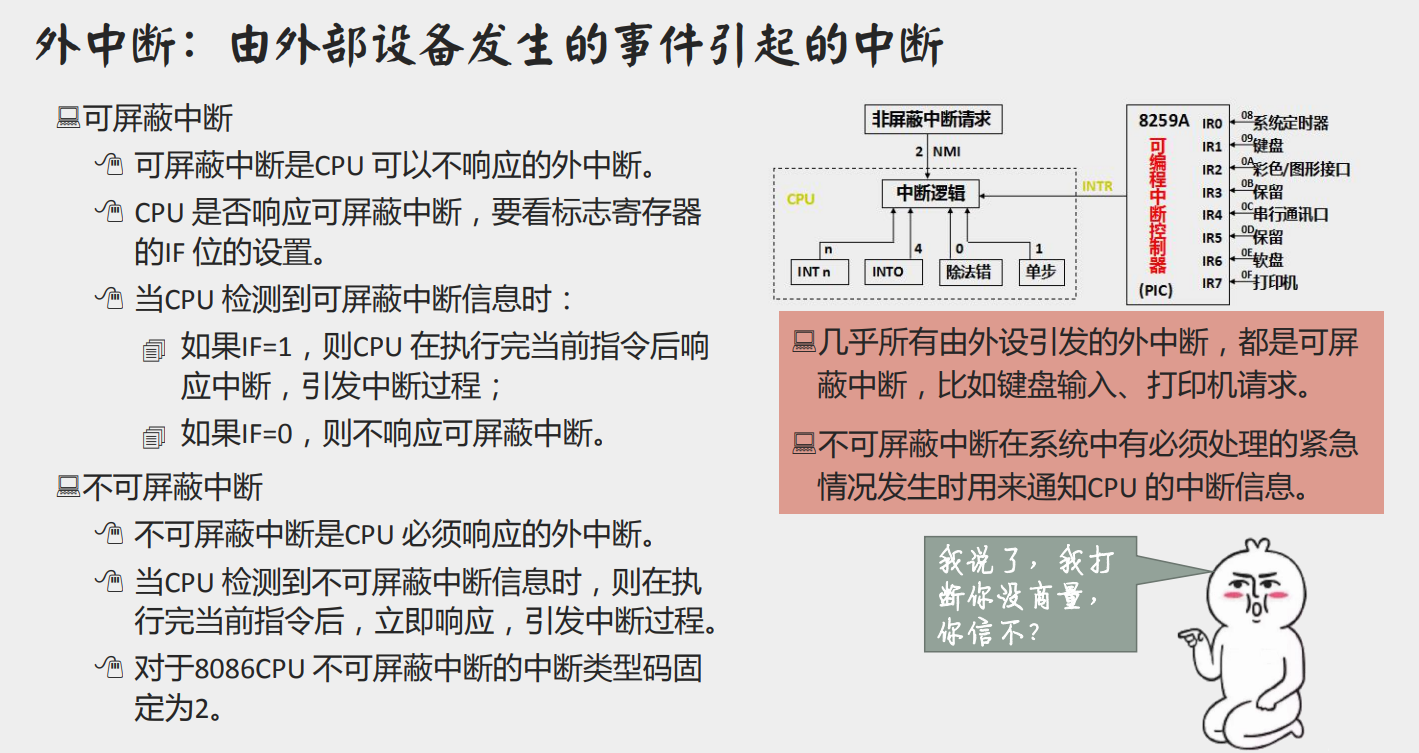 外中断：由外部设备发生的事件引起的中断
可屏蔽中断
可屏蔽中断是CPU 可以不响应的外中断。
CPU 是否响应可屏蔽中断，要看标志寄存器
的IF 位的设置。
当CPU 检测到可屏蔽中断信息时：
如果IF=1，则CPU 在执行完当前指令后响
应中断，引发中断过程；
如果IF=0，则不响应可屏蔽中断。
不可屏蔽中断
不可屏蔽中断是CPU 必须响应的外中断。
当CPU 检测到不可屏蔽中断信息时，则在执
行完当前指令后，立即响应，引发中断过程。
对于8086CPU 不可屏蔽中断的中断类型码固
定为2。
非屏蔽中断请求
2 NMI
CPU
中断逻辑
INTR
n 4 0 1
INT n INTO 除法错 单步
8259A
可编程中断控制器
(PIC)
IR0 08 系统定时器
IR1 09 键盘
IR2 0A 彩色/图形接口
IR3 0B 保留
IR4 0C 串行通讯口
IR5 0D 保留
IR6 0E 软盘
IR7 0F 打印机
几乎所有由外设引发的外中断，都是可屏
蔽中断，比如键盘输入、打印机请求。
不可屏蔽中断在系统中有必须处理的紧急
情况发生时用来通知CPU 的中断信息。
我说了，我打
断你没商量，
你信不？